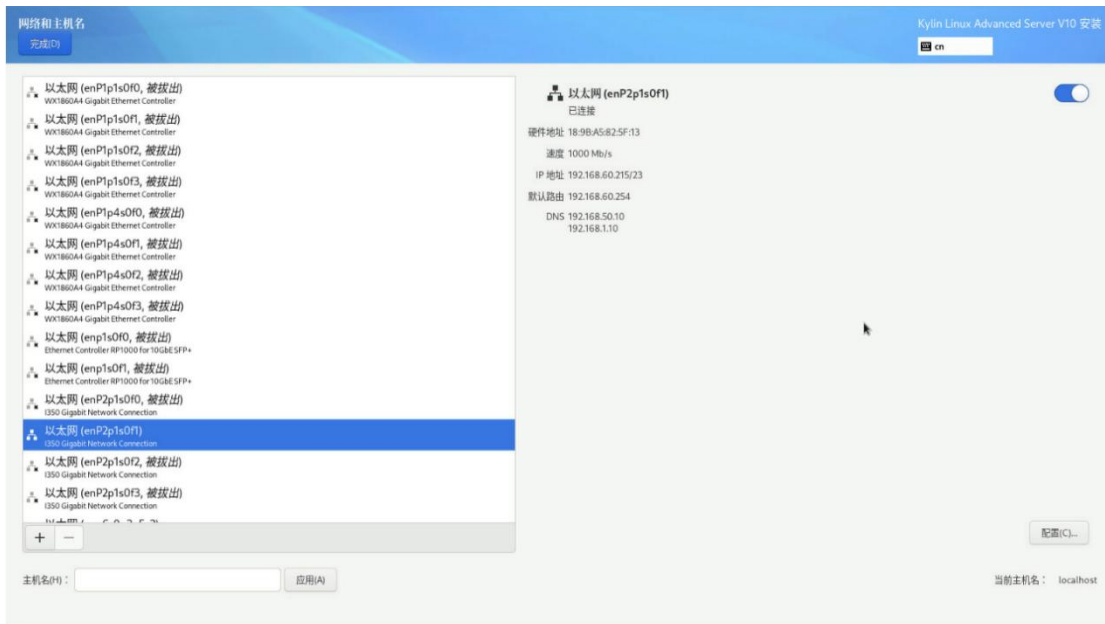 网络和主机名
完成(D)
Kylin Linux Advanced Server V10 安装
cn
以太网 (enP1p1s0f0, 被拔出)
WX1860A4 Gigabit Ethernet Controller
以太网 (enP1p1s0f1, 被拔出)
WX1860A4 Gigabit Ethernet Controller
以太网 (enP1p1s0f2, 被拔出)
WX1860A4 Gigabit Ethernet Controller
以太网 (enP1p1s0f3, 被拔出)
WX1860A4 Gigabit Ethernet Controller
以太网 (enP1p4s0f0, 被拔出)
WX1860A4 Gigabit Ethernet Controller
以太网 (enP1p4s0f1, 被拔出)
WX1860A4 Gigabit Ethernet Controller
以太网 (enP1p4s0f2, 被拔出)
WX1860A4 Gigabit Ethernet Controller
以太网 (enP1p4s0f3, 被拔出)
WX1860A4 Gigabit Ethernet Controller
以太网 (enp1s0f0, 被拔出)
Ethernet Controller RP1000 for 10GbE SFP+
以太网 (enp1s0f1, 被拔出)
Ethernet Controller RP1000 for 10GbE SFP+
以太网 (enP2p1s0f0, 被拔出)
I350 Gigabit Network Connection
以太网 (enP2p1s0f1)
I350 Gigabit Network Connection
以太网 (enP2p1s0f2, 被拔出)
I350 Gigabit Network Connection
以太网 (enP2p1s0f3, 被拔出)
I350 Gigabit Network Connection
以太网 (enP2p1s0f1)
已连接
硬件地址 18:9B:A5:82:5F:13
速度 1000 Mb/s
IP 地址 192.168.60.215/23
默认路由 192.168.60.254
DNS 192.168.50.10
192.168.1.10
配置(C)...
主机名(H)：
应用(A)
当前主机名： localhost